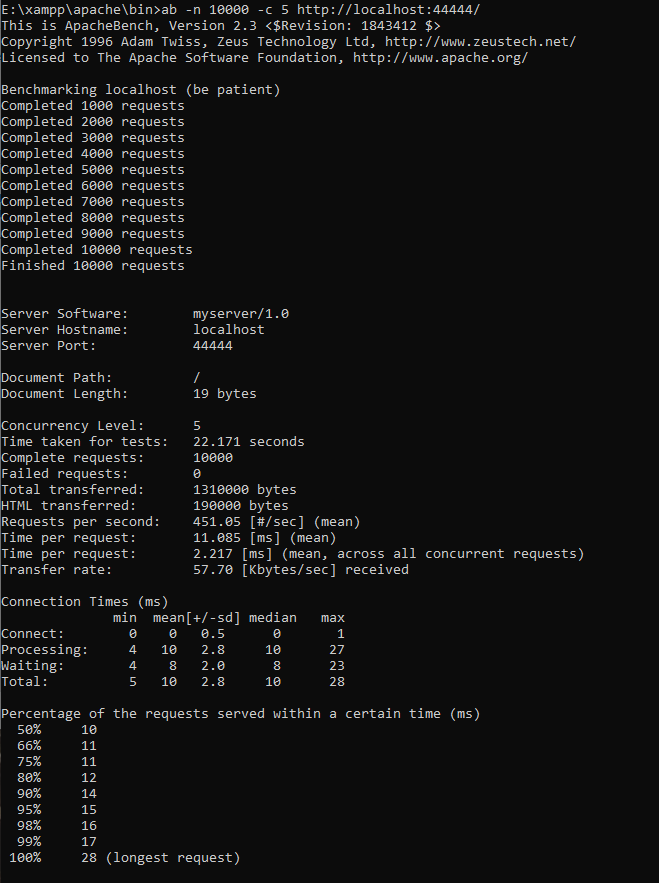 E:\xampp\apache\bin>ab -n 10000 -c 5 http://localhost:44444/
This is ApacheBench, Version 2.3 <$Revision: 1843412 $>
Copyright 1996 Adam Twiss, Zeus Technology Ltd, http://www.zeustech.net/
Licensed to The Apache Software Foundation, http://www.apache.org/

Benchmarking localhost (be patient)
Completed 1000 requests
Completed 2000 requests
Completed 3000 requests
Completed 4000 requests
Completed 5000 requests
Completed 6000 requests
Completed 7000 requests
Completed 8000 requests
Completed 9000 requests
Completed 10000 requests
Finished 10000 requests


Server Software:        myserver/1.0
Server Hostname:        localhost
Server Port:            44444

Document Path:          /
Document Length:        19 bytes

Concurrency Level:      5
Time taken for tests:   22.171 seconds
Complete requests:      10000
Failed requests:        0
Total transferred:      1310000 bytes
HTML transferred:       190000 bytes
Requests per second:    451.05 [#/sec] (mean)
Time per request:       11.085 [ms] (mean)
Time per request:       2.217 [ms] (mean, across all concurrent requests)
Transfer rate:          57.70 [Kbytes/sec] received

Connection Times (ms)
              min  mean[+/-sd] median   max
Connect:        0    0   0.5      0       1
Processing:     4   10   2.8     10      27
Waiting:        4    8   2.0      8      23
Total:          5   10   2.8     10      28

Percentage of the requests served within a certain time (ms)
  50%     10
  66%     11
  75%     11
  80%     12
  90%     14
  95%     15
  98%     16
  99%     17
 100%     28 (longest request)